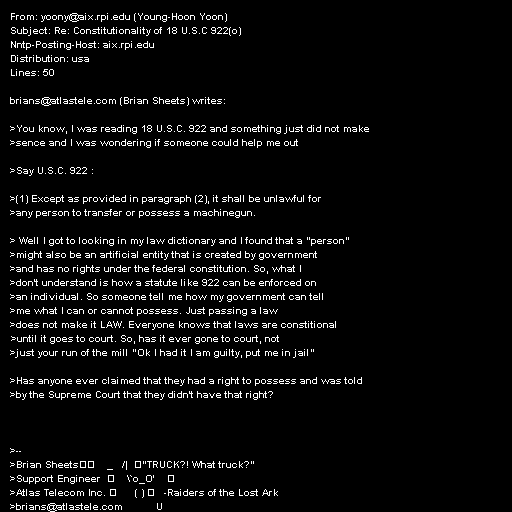 From: yoony@aix.rpi.edu (Young-Hoon Yoon)
Subject: Re: Constitutionality of 18 U.S.C 922(o)
Nntp-Posting-Host: aix.rpi.edu
Distribution: usa
Lines: 50

brians@atlastele.com (Brian Sheets) writes:

>You know, I was reading 18 U.S.C. 922 and something just did not make
>sence and I was wondering if someone could help me out

>Say U.S.C. 922 :

>(1) Except as provided in paragraph (2), it shall be unlawful for
>any person to transfer or possess a machinegun.

> Well I got to looking in my law dictionary and I found that a "person"
>might also be an artificial entity that is created by government
>and has no rights under the federal constitution. So, what I
>don't understand is how a statute like 922 can be enforced on
>an individual. So someone tell me how my government can tell
>me what I can or cannot possess. Just passing a law
>does not make it LAW. Everyone knows that laws are constitional
>until it goes to court. So, has it ever gone to court, not
>just your run of the mill "Ok I had it I am guilty, put me in jail"

>Has anyone ever claimed that they had a right to possess and was told
>by the Supreme Court that they didn't have that right?

>--
>Brian Sheets□□    _   /|  □"TRUCK?! What truck?"
>Support Engineer  □    \'o_O'    □
>Atlas Telecom Inc. □      ( ) □   -Raiders of the Lost Ark
>brians@atlastele.com           U